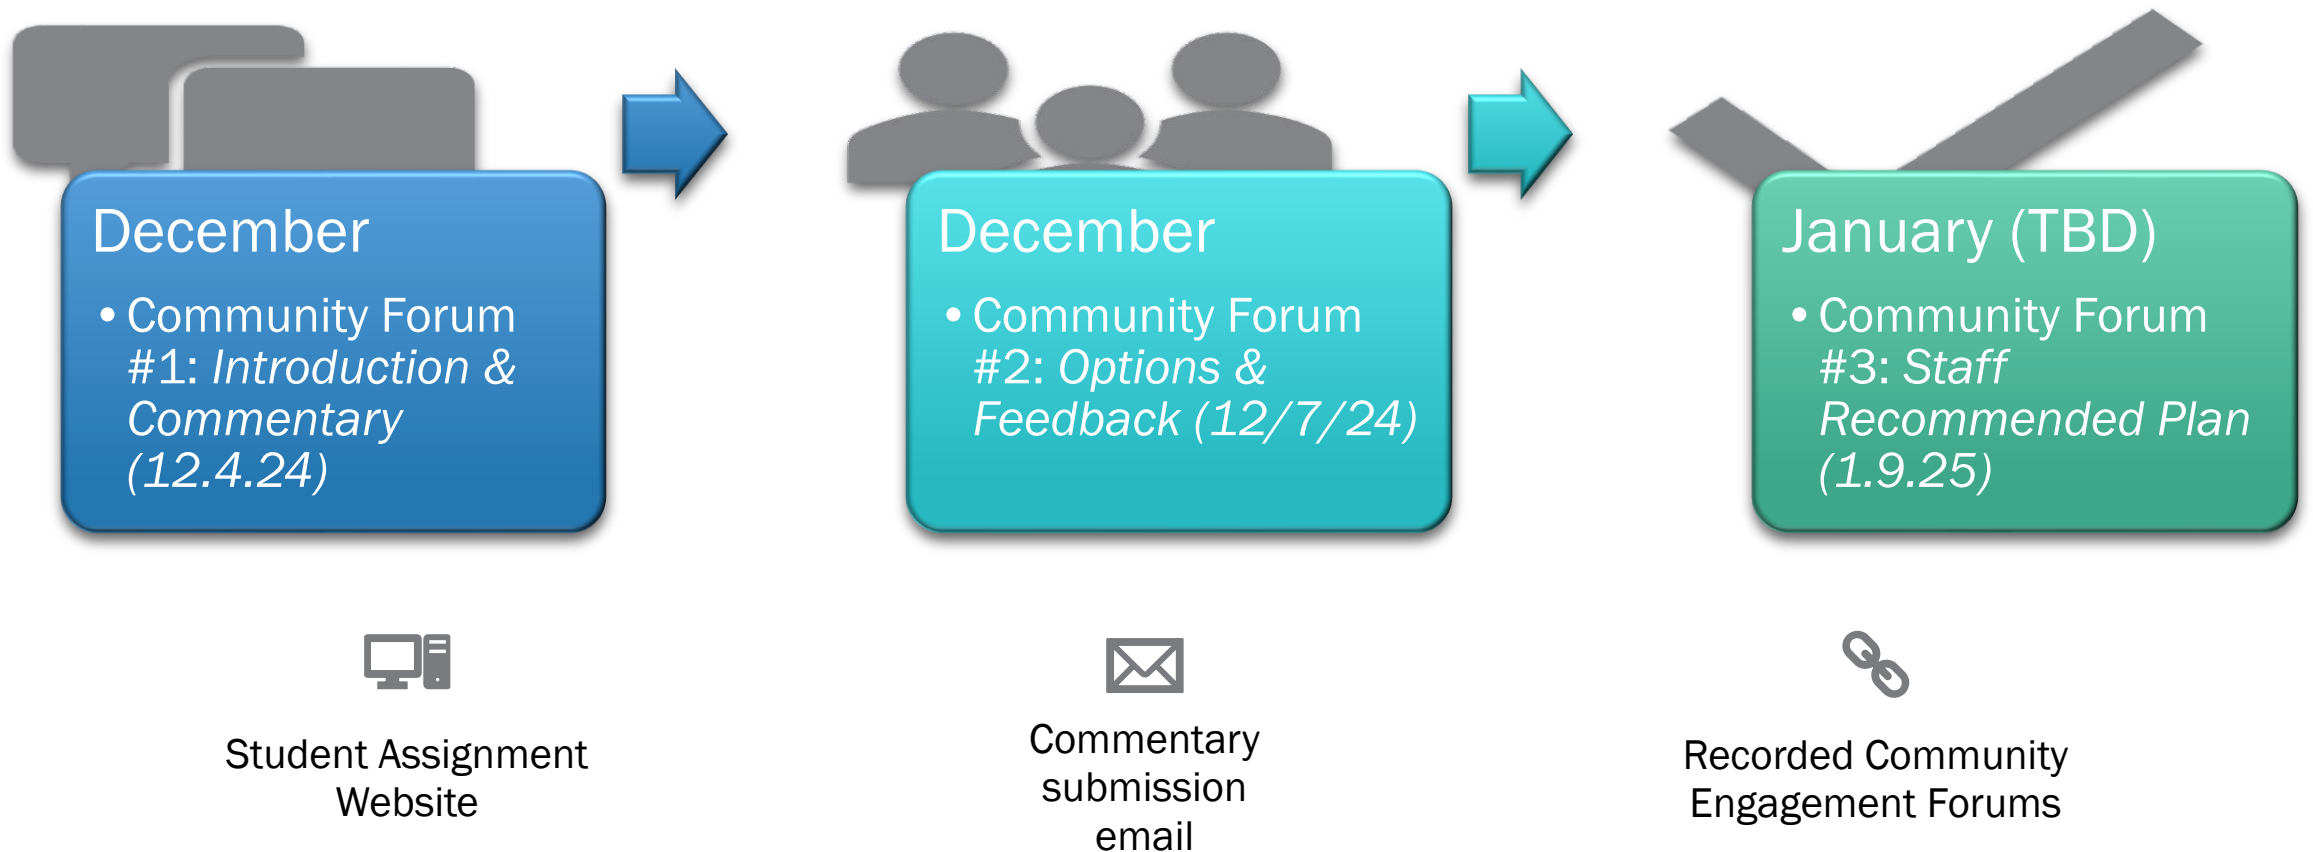 December
• Community Forum
#1: Introduction &
Commentary
(12.4.24)
December
• Community Forum
#2: Options &
Feedback (12/7/24)
January (TBD)
• Community Forum
#3: Staff
Recommended Plan
(1.9.25)
Student Assignment
Website
Commentary
submission
email
Recorded Community
Engagement Forums